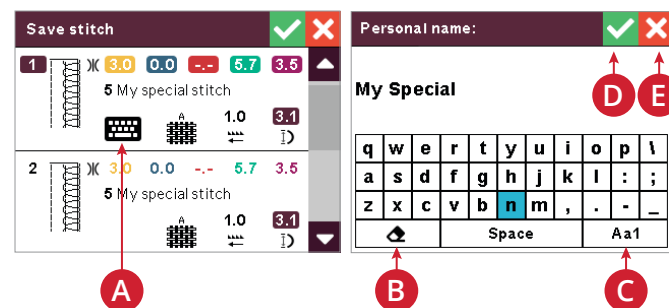 Save stitch
1 3.0 0.0 -.- 5.7 3.5
5 My special stitch
A 1.0 3.1
2 3.0 0.0 -.- 5.7 3.5
5 My special stitch
A 1.0 3.1
A
Personal name:
D E
My Special
q w e r t y u i o p \
a s d f g h j k l : ;
z x c v b n m , . - _
Space Aa1
B C